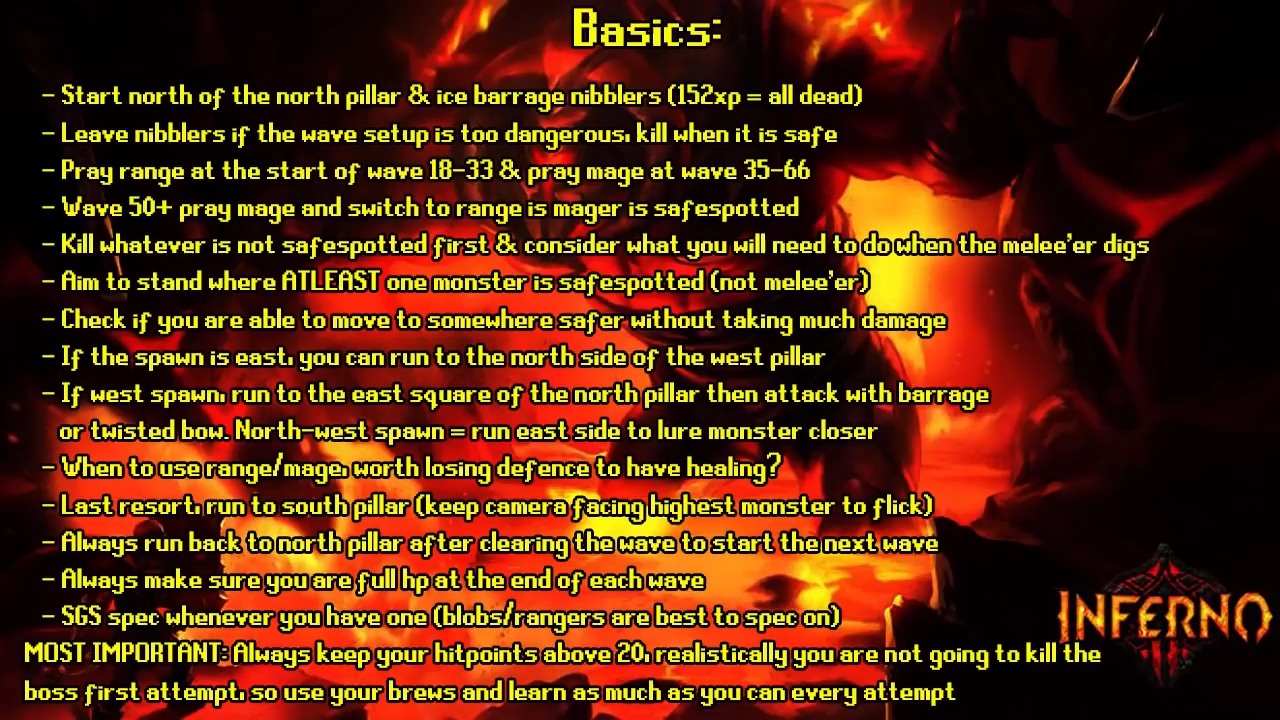 Basics:
- Start north of the north pillar & ice barrage nibblers (152xp = all dead)
- Leave nibblers if the wave setup is too dangerous, kill when it is safe
- Pray range at the start of wave 18-33 & pray mage at wave 35-66
- Wave 50+ pray mage and switch to range is mager is safespotted
- Kill whatever is not safespotted first & consider what you will need to do when the melee'er digs
- Aim to stand where ATLEAST one monster is safespotted (not melee'er)
- Check if you are able to move to somewhere safer without taking much damage
- If the spawn is east, you can run to the north side of the west pillar
- If west spawn, run to the east square of the north pillar then attack with barrage
or twisted bow. North-west spawn = run east side to lure monster closer
- When to use range/mage, worth losing defence to have healing?
- Last resort, run to south pillar (keep camera facing highest monster to flick)
- Always run back to north pillar after clearing the wave to start the next wave
- Always make sure you are full hp at the end of each wave
- SGS spec whenever you have one (blobs/rangers are best to spec on)
INFERNO
MOST IMPORTANT: Always keep your hitpoints above 20, realistically you are not going to kill the
boss first attempt, so use your brews and learn as much as you can every attempt